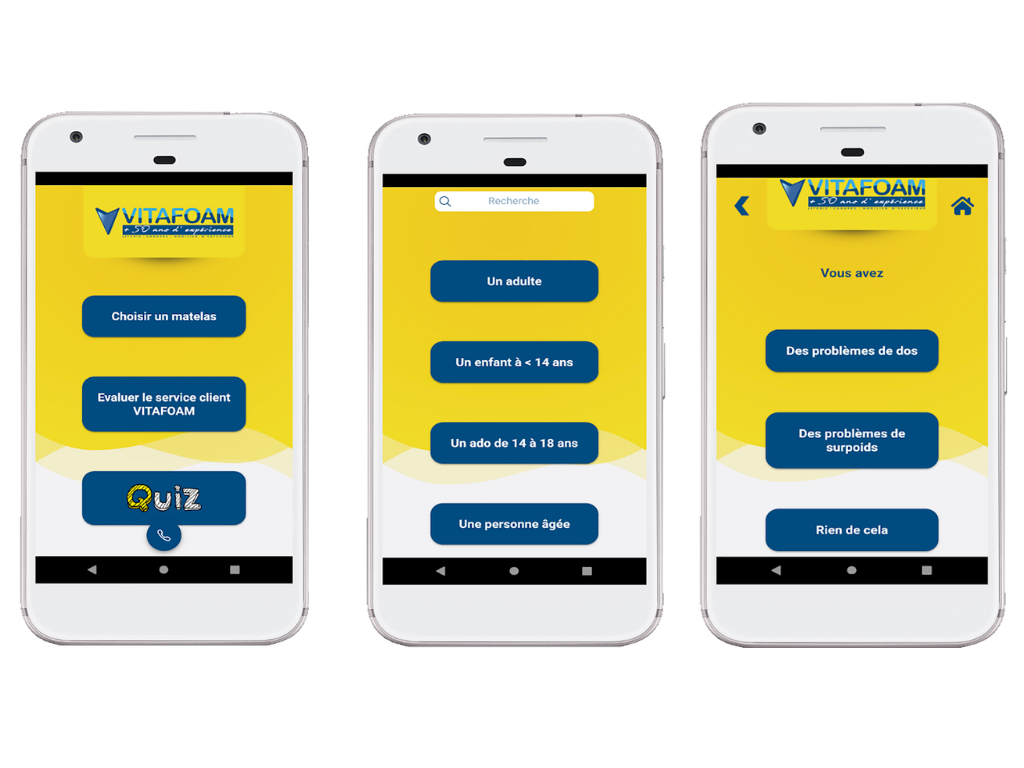 VITAFOAM
+ 50 ans d'expérience
Choisir un matelas
Evaluer le service client
VITAFOAM
Quiz
Recherche
Un adulte
Un enfant à < 14 ans
Un ado de 14 à 18 ans
Une personne âgée
VITAFOAM
+ 50 ans d'expérience
Vous avez
Des problèmes de dos
Des problèmes de
surpoids
Rien de cela